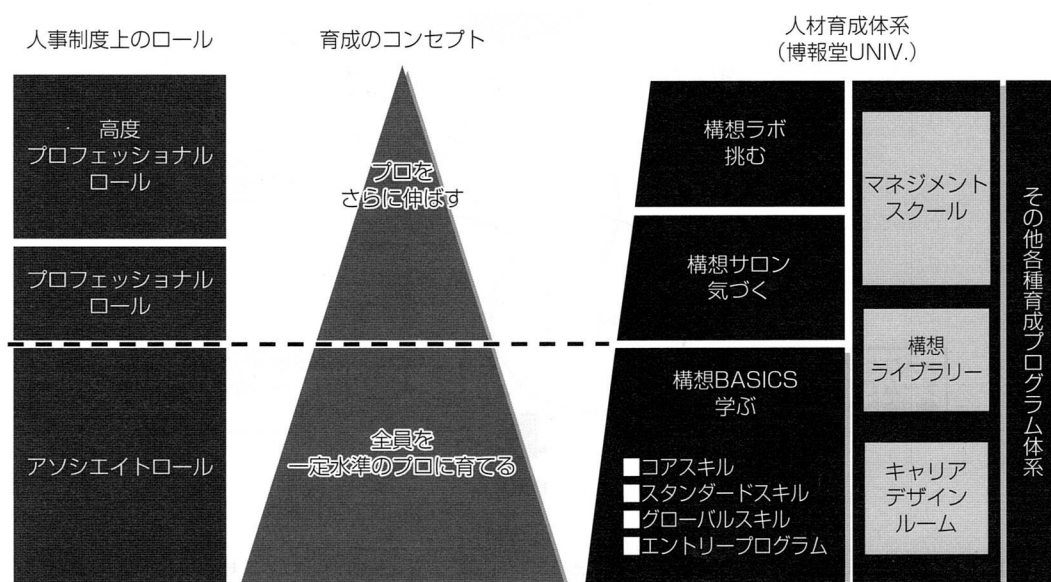 人事制度上のロール
高度
プロフェッショナル
ロール
プロフェッショナル
ロール
アソシエイトロール
育成のコンセプト
プロを
さらに伸ばす
全員を
一定水準のプロに育てる
人材育成体系
（博報堂UNIV.）
構想ラボ
挑む
構想サロン
気づく
構想BASICS
学ぶ
■コアスキル
■スタンダードスキル
■グローバルスキル
■エントリープログラム
マネジメント
スクール
構想
ライブラリー
キャリア
デザイン
ルーム
その他各種育成プログラム体系